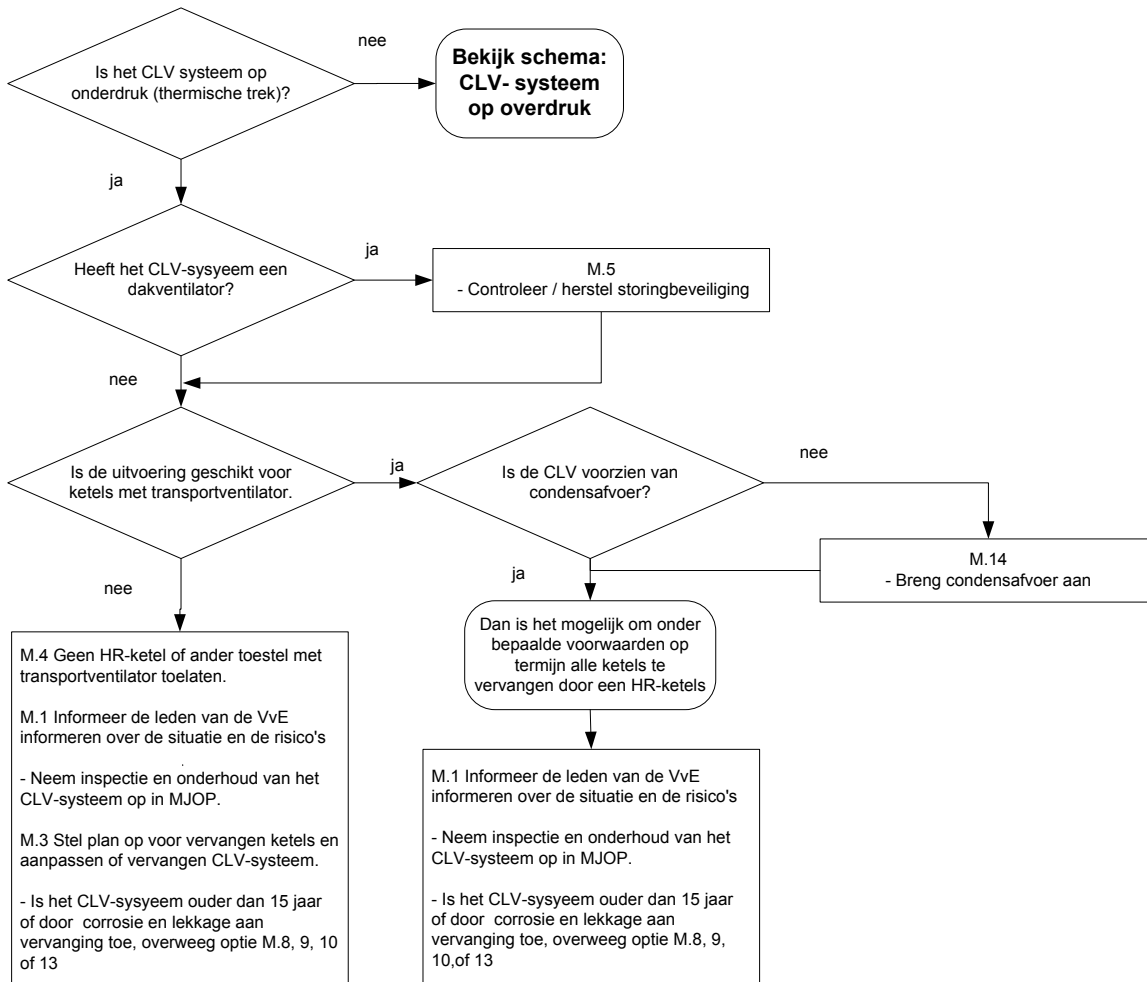 Is het CLV systeem op
onderdruk (thermische trek)?
nee
Bekijk schema:
CLV- systeem
op overdruk
ja
Heeft het CLV-sysyeem een
dakventilator?
ja
M.5
- Controleer / herstel storingbeveiliging
nee
Is de uitvoering geschikt voor
ketels met transportventilator.
ja
Is de CLV voorzien van
condensafvoer?
nee
M.14
- Breng condensafvoer aan
nee
ja
Dan is het mogelijk om onder
bepaalde voorwaarden op
termijn alle ketels te
vervangen door een HR-ketels
M.4 Geen HR-ketel of ander toestel met
transportventilator toelaten.
M.1 Informeer de leden van de VvE
informeren over de situatie en de risico's
- Neem inspectie en onderhoud van het
CLV-systeem op in MJOP.
M.3 Stel plan op voor vervangen ketels en
aanpassen of vervangen CLV-systeem.
- Is het CLV-sysyeem ouder dan 15 jaar
of door corrosie en lekkage aan
vervanging toe, overweeg optie M.8, 9, 10
of 13
M.1 Informeer de leden van de VvE
informeren over de situatie en de risico's
- Neem inspectie en onderhoud van het
CLV-systeem op in MJOP.
- Is het CLV-sysyeem ouder dan 15 jaar
of door corrosie en lekkage aan
vervanging toe, overweeg optie M.8, 9,
10,of 13